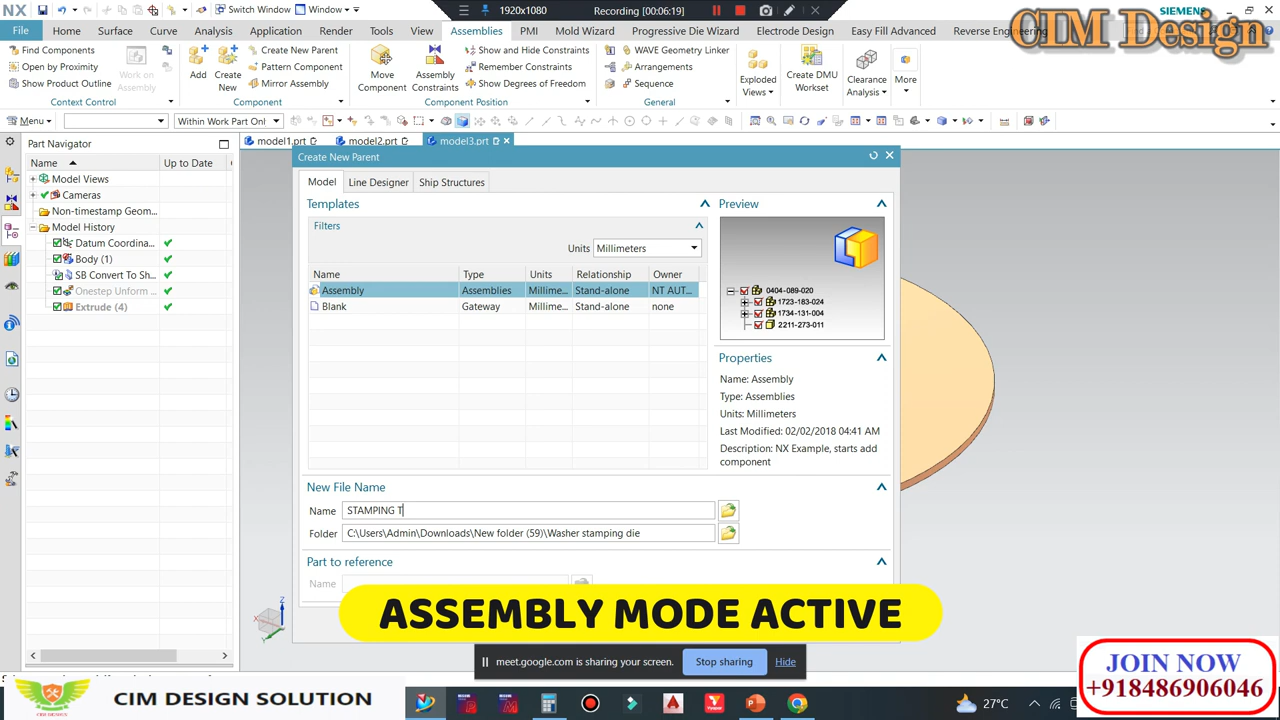 NX
Switch Window
Window
1920x1080
Recording [00:06:19]
SIEMENS
CIM Design
File Home Surface Curve Analysis Application Render Tools View Assemblies PMI Mold Wizard Progressive Die Wizard Electrode Design Easy Fill Advanced Reverse Engineering
Find Components
Open by Proximity
Show Product Outline
Work on Assembly
Context Control
Add
Create New
Create New Parent
Pattern Component
Mirror Assembly
Component
Move Component
Assembly Constraints
Show and Hide Constraints
Remember Constraints
Show Degrees of Freedom
Component Position
WAVE Geometry Linker
Arrangements
Sequence
General
Exploded Views
Create DMU Workset
Clearance Analysis
More
Menu
Within Work Part Onl
model1.prt model2.prt model3.prt
Part Navigator
Name Up to Date
Model Views
Cameras
Non-timestamp Geom...
Model History
Datum Coordina...
Body (1)
SB Convert To Sh...
Onestep Unform ...
Extrude (4)
Create New Parent
Model Line Designer Ship Structures
Templates
Filters
Units Millimeters
Name Type Units Relationship Owner
Assembly Assemblies Millime... Stand-alone NT AUT...
Blank Gateway Millime... Stand-alone none
Preview
0404-089-020
1723-183-024
1734-131-004
2211-273-011
Properties
Name: Assembly
Type: Assemblies
Units: Millimeters
Last Modified: 02/02/2018 04:41 AM
Description: NX Example, starts add
component
New File Name
Name STAMPING T
Folder C:\Users\Admin\Downloads\New folder (59)\Washer stamping die
Part to reference
Name
ASSEMBLY MODE ACTIVE
meet.google.com is sharing your screen. Stop sharing Hide
JOIN NOW
+918486906046
CIM DESIGN SOLUTION
27°C